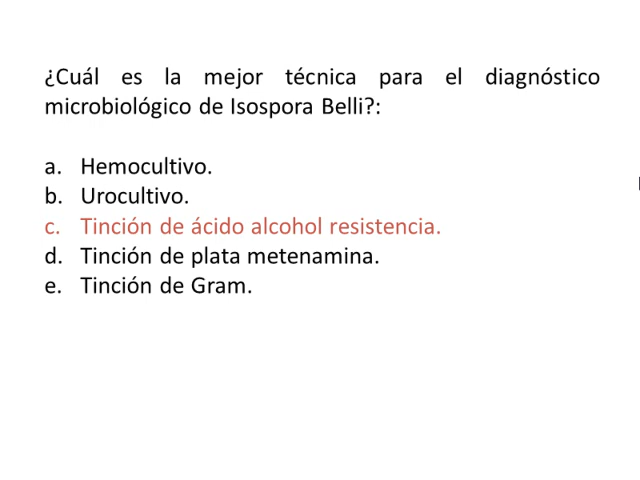 ¿Cuál es la mejor técnica para el diagnóstico
microbiológico de Isospora Belli?:
a. Hemocultivo.
b. Urocultivo.
c. Tinción de ácido alcohol resistencia.
d. Tinción de plata metenamina.
e. Tinción de Gram.